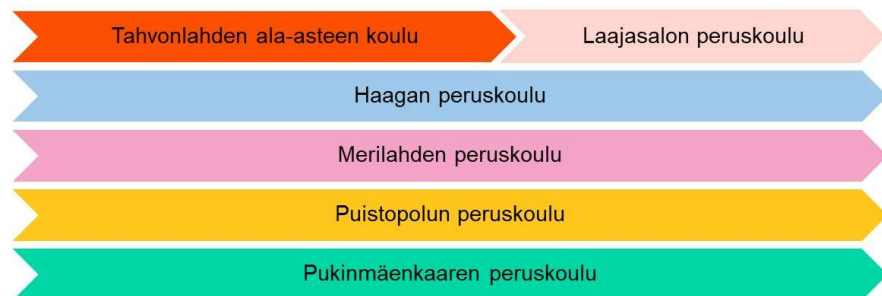 Tahvonlahden ala-asteen koulu
Laajasalon peruskoulu
Haagan peruskoulu
Merilahden peruskoulu
Puistopolun peruskoulu
Pukinmäenkaaren peruskoulu